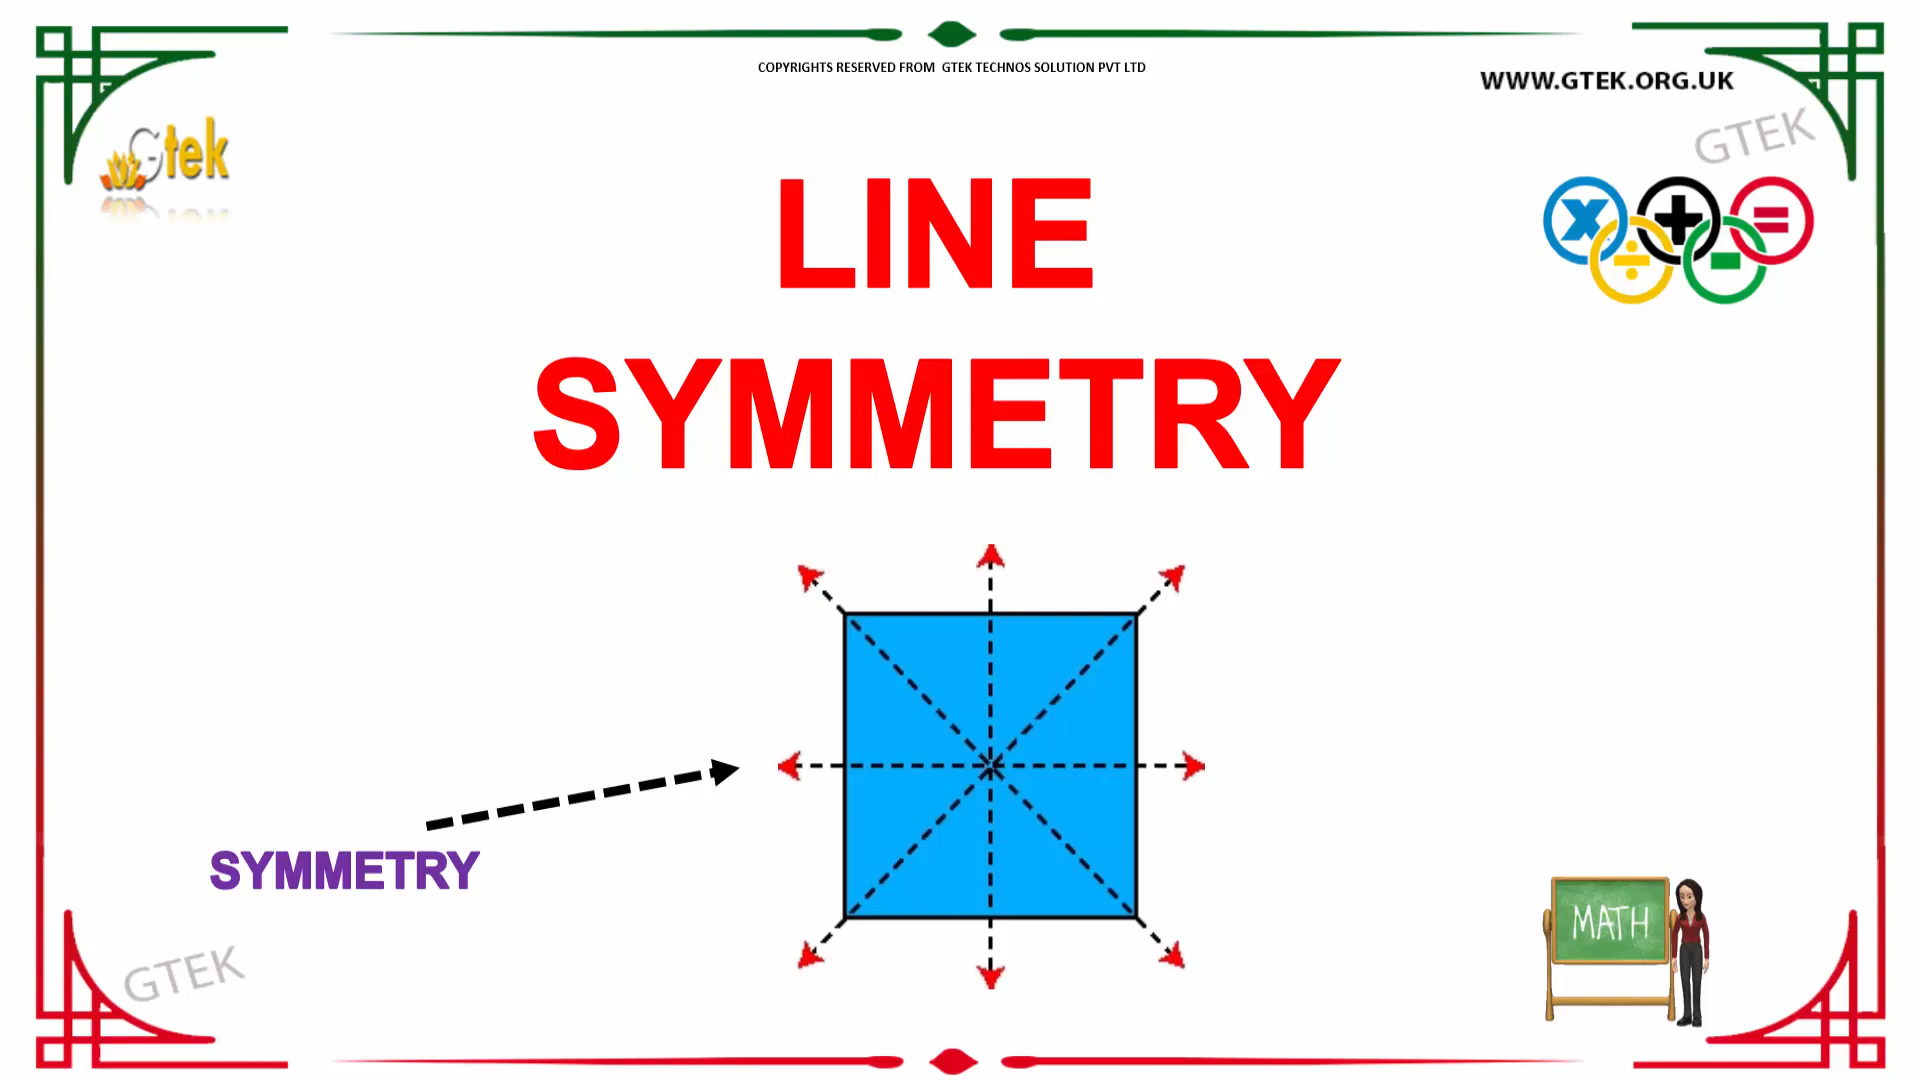 COPYRIGHTS RESERVED FROM GTEK TECHNOS SOLUTION PVT LTD
WWW.GTEK.ORG.UK
GTEK
Gtek
LINE
SYMMETRY
SYMMETRY
MATH
GTEK